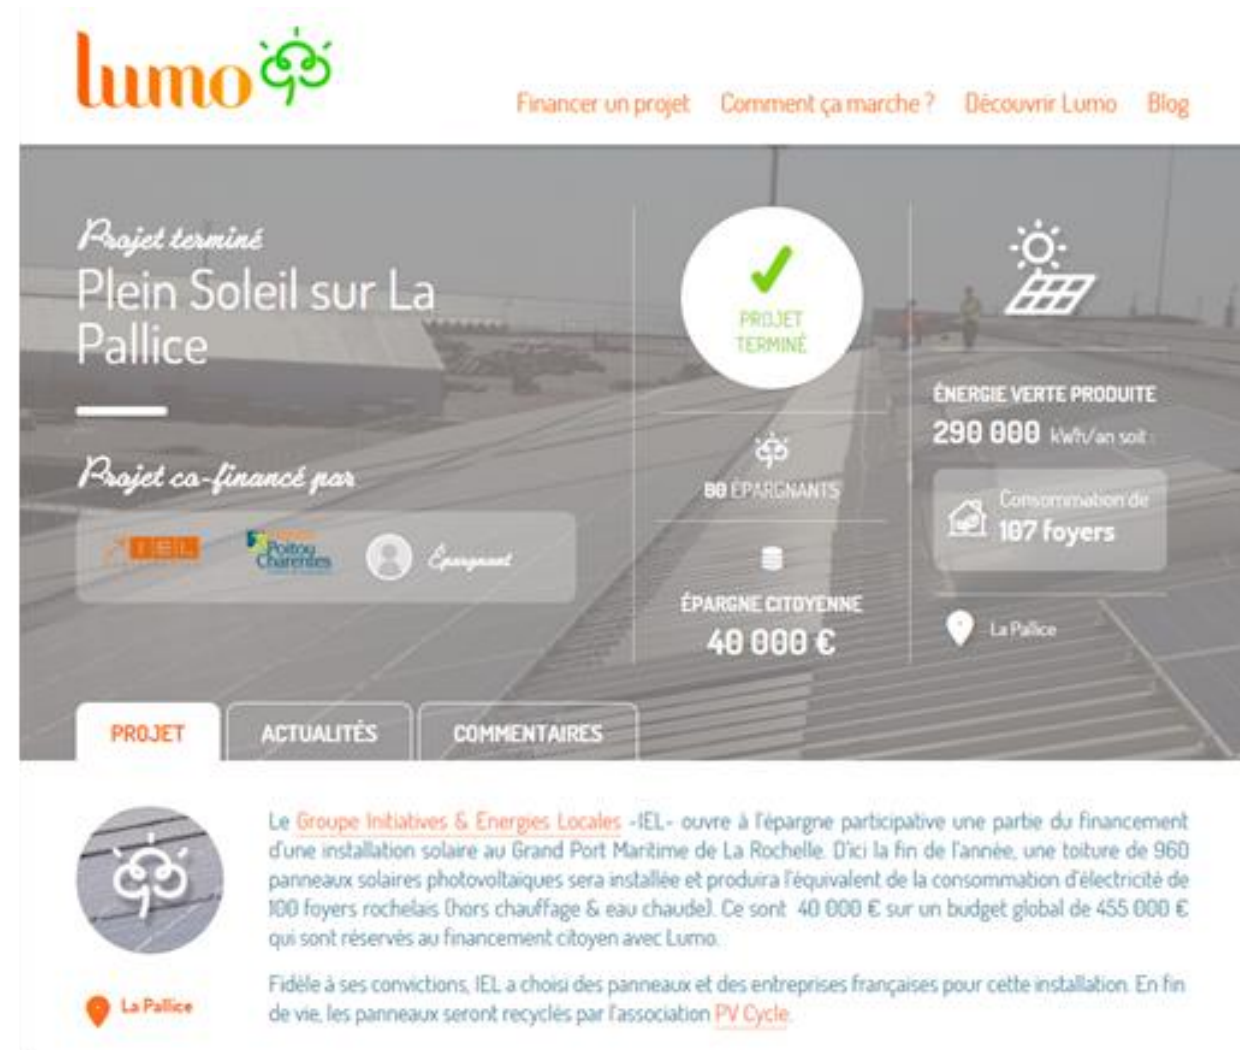 lumo
Financer un projet Comment ça marche ? Découvrir Lumo Blog
Projet terminé
Plein Soleil sur La
Pallice
Projet co-financé par
IEL
Poitou
Charentes
Épargnant
PROJET
TERMINÉ
80 ÉPARGNANTS
ÉPARGNE CITOYENNE
40 000 €
ÉNERGIE VERTE PRODUITE
290 000 kWh/an soit :
Consommation de
107 foyers
La Pallice
PROJET ACTUALITÉS COMMENTAIRES
Le Groupe Initiatives & Energies Locales -IEL- ouvre à l'épargne participative une partie du financement
d'une installation solaire au Grand Port Maritime de La Rochelle. D'ici la fin de l'année, une toiture de 960
panneaux solaires photovoltaïques sera installée et produira l'équivalent de la consommation d'électricité de
100 foyers rochelais (hors chauffage & eau chaude). Ce sont 40 000 € sur un budget global de 455 000 €
qui sont réservés au financement citoyen avec Lumo.
Fidèle à ses convictions, IEL a choisi des panneaux et des entreprises françaises pour cette installation. En fin
de vie, les panneaux seront recyclés par l'association PV Cycle.
La Pallice